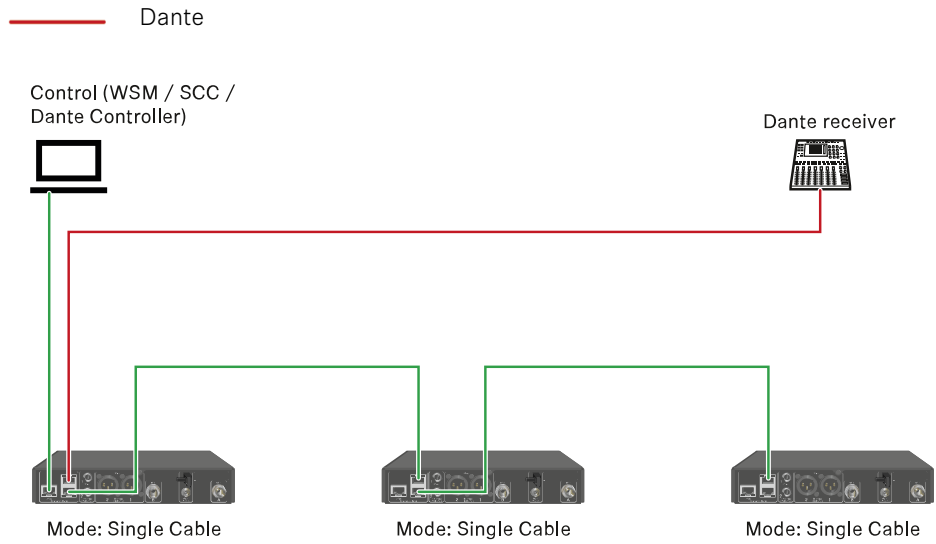 Dante
Control (WSM / SCC /
Dante Controller)
Dante receiver
Mode: Single Cable
Mode: Single Cable
Mode: Single Cable